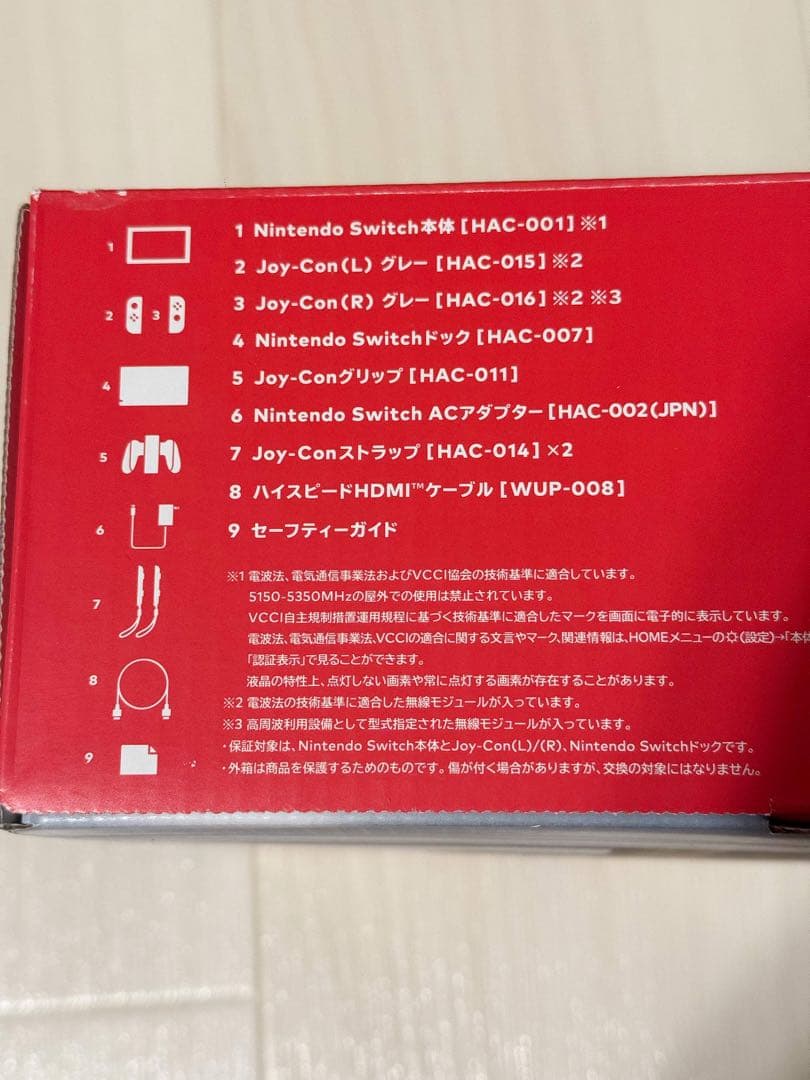 1 Nintendo Switch本体 [HAC-001] ※1
2 Joy-Con(L) グレー [HAC-015] ※2
3 Joy-Con(R) グレー [HAC-016] ※2 ※3
4 Nintendo Switchドック [HAC-007]
5 Joy-Conグリップ [HAC-011]
6 Nintendo Switch ACアダプター [HAC-002(JPN)]
7 Joy-Conストラップ [HAC-014] ×2
8 ハイスピードHDMI™ケーブル [WUP-008]
9 セーフティーガイド
1
2
3
4
5
6
7
8
9
※1 電波法、電気通信事業法およびVCCI協会の技術基準に適合しています。
5150-5350MHzの屋外での使用は禁止されています。
VCCI自主規制措置運用規程に基づく技術基準に適合したマークを画面に電子的に表示しています。
電波法、電気通信事業法、VCCIの適合に関する文言やマーク、関連情報は、HOMEメニューの(設定)→「本体
「認証表示」で見ることができます。
液晶の特性上、点灯しない画素や常に点灯する画素が存在することがあります。
※2 電波法の技術基準に適合した無線モジュールが入っています。
※3 高周波利用設備として型式指定された無線モジュールが入っています。
・保証対象は、Nintendo Switch本体とJoy-Con(L)/(R)、Nintendo Switchドックです。
・外箱は商品を保護するためのものです。傷が付く場合がありますが、交換の対象にはなりません。